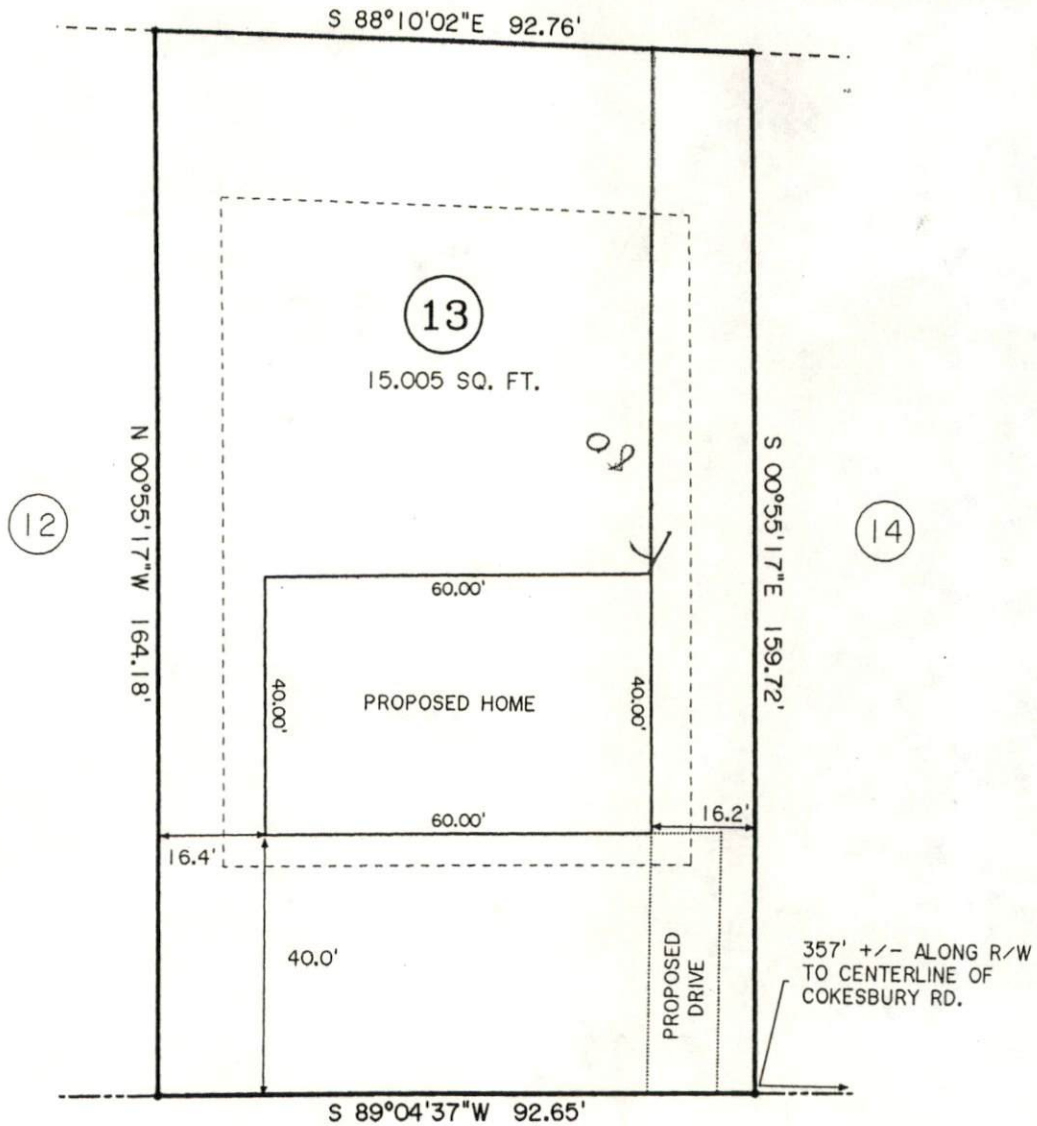 S 88°10'02"E 92.76'
13
15.005 SQ. FT.
N 00°55'17"W 164.18'
S 00°55'17"E 159.72'
12
14
80
60.00'
40.00'
PROPOSED HOME
40.00'
60.00'
16.2'
16.4'
40.0'
PROPOSED
DRIVE
357' +/- ALONG R/W
TO CENTERLINE OF
COKESBURY RD.
S 89°04'37"W 92.65'